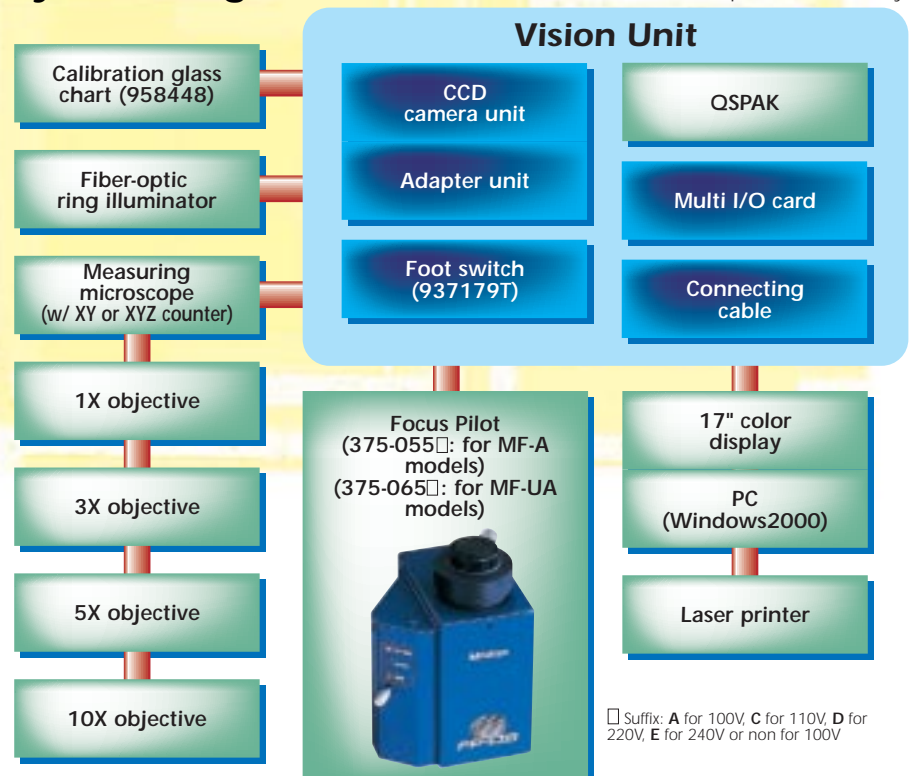 Vision Unit
Calibration glass
chart (958448)
Fiber-optic
ring illuminator
Measuring
microscope
(w/ XY or XYZ counter)
1X objective
3X objective
5X objective
10X objective
CCD
camera unit
Adapter unit
Foot switch
(937179T)
QSPAK
Multi I/O card
Connecting
cable
Focus Pilot
(375-055□: for MF-A
models)
(375-065□: for MF-UA
models)
17" color
display
PC
(Windows2000)
Laser printer
□ Suffix: A for 100V, C for 110V, D for
220V, E for 240V or non for 100V